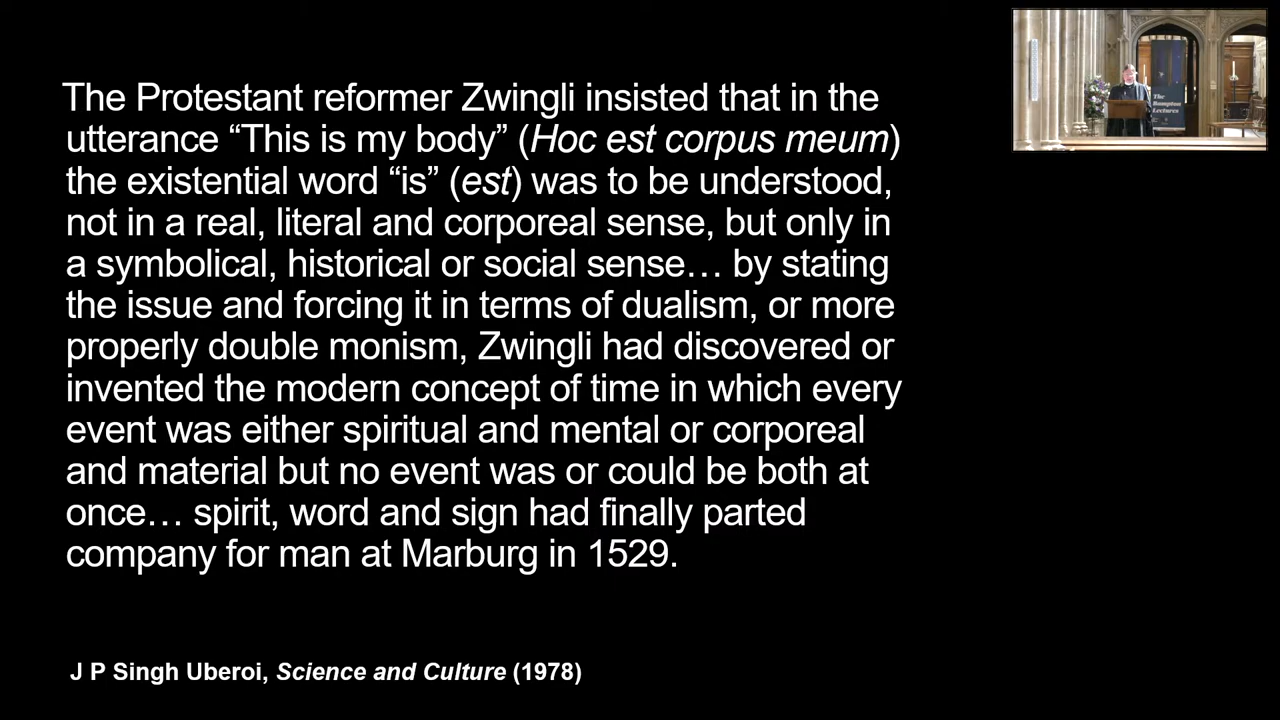 The Protestant reformer Zwingli insisted that in the
utterance “This is my body” (Hoc est corpus meum)
the existential word “is” (est) was to be understood,
not in a real, literal and corporeal sense, but only in
a symbolical, historical or social sense… by stating
the issue and forcing it in terms of dualism, or more
properly double monism, Zwingli had discovered or
invented the modern concept of time in which every
event was either spiritual and mental or corporeal
and material but no event was or could be both at
once… spirit, word and sign had finally parted
company for man at Marburg in 1529.
J P Singh Uberoi, Science and Culture (1978)
The
Bampton
Lectures